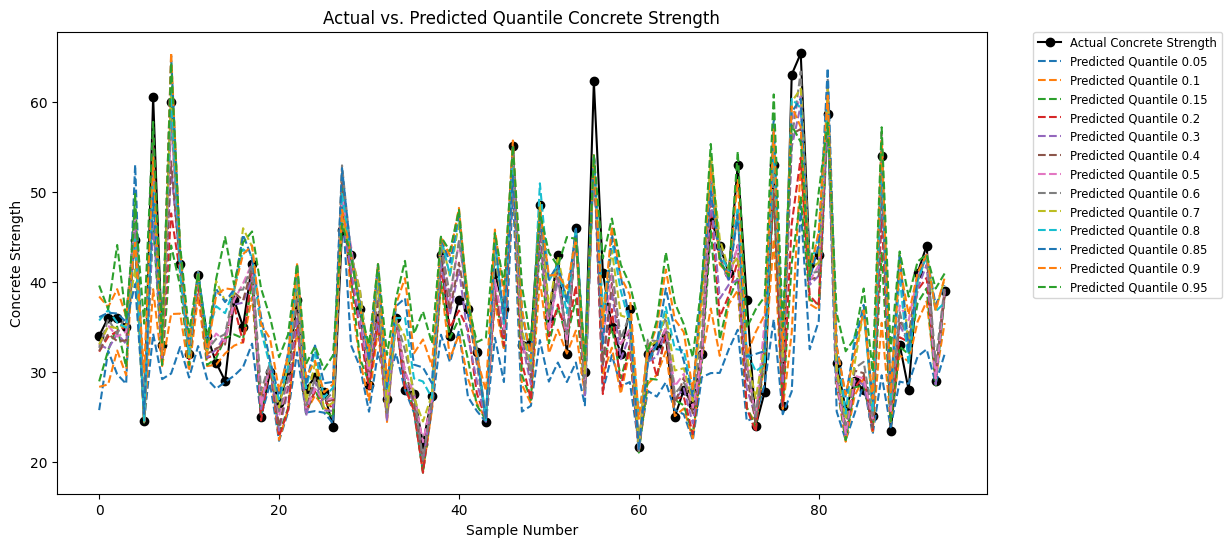 Actual vs. Predicted Quantile Concrete Strength
Concrete Strength
60
50
40
30
20
0
20
40
60
80
Sample Number
Actual Concrete Strength
Predicted Quantile 0.05
Predicted Quantile 0.1
Predicted Quantile 0.15
Predicted Quantile 0.2
Predicted Quantile 0.3
Predicted Quantile 0.4
Predicted Quantile 0.5
Predicted Quantile 0.6
Predicted Quantile 0.7
Predicted Quantile 0.8
Predicted Quantile 0.85
Predicted Quantile 0.9
Predicted Quantile 0.95